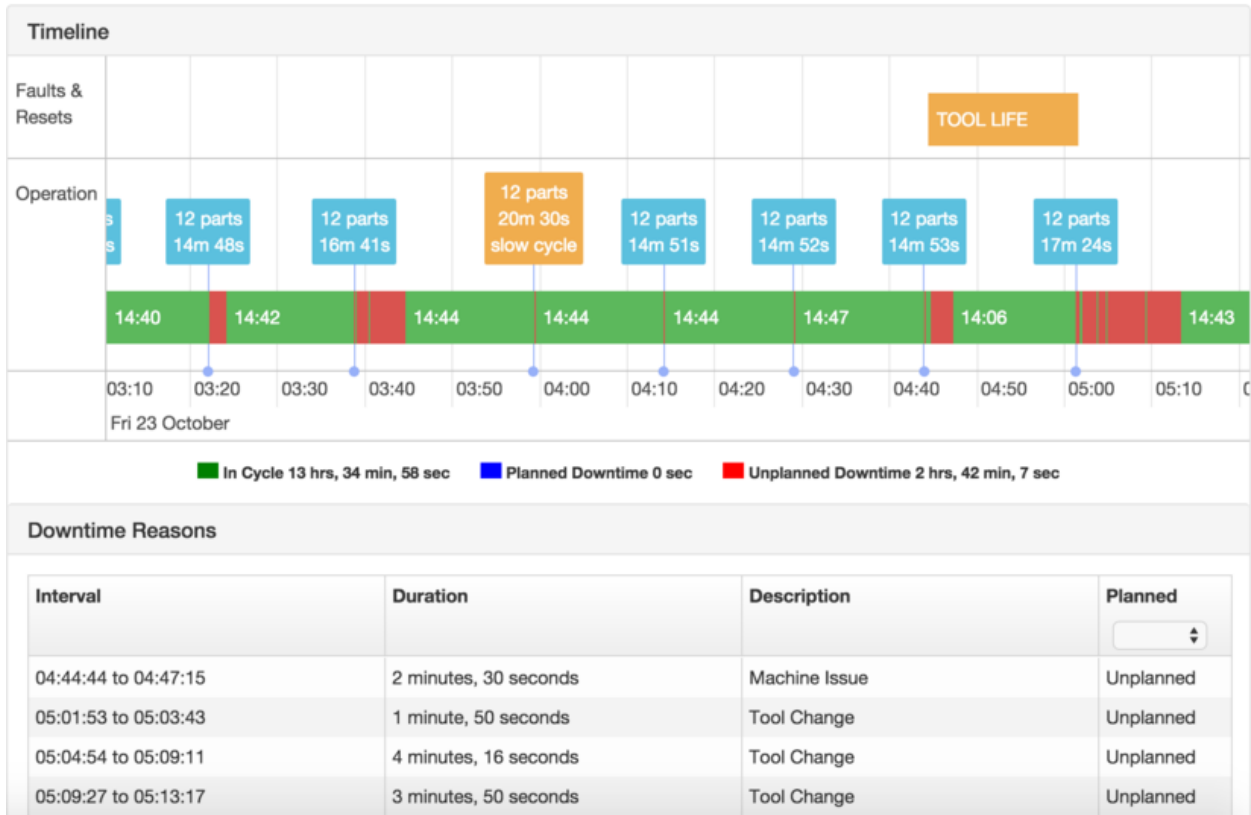 Timeline
Faults &
Resets
TOOL LIFE
Operation
s
s
12 parts
14m 48s
12 parts
16m 41s
12 parts
20m 30s
slow cycle
12 parts
14m 51s
12 parts
14m 52s
12 parts
14m 53s
12 parts
17m 24s
14:40 14:42 14:44 14:44 14:44 14:47 14:06 14:43
03:10 03:20 03:30 03:40 03:50 04:00 04:10 04:20 04:30 04:40 04:50 05:00 05:10
Fri 23 October
In Cycle 13 hrs, 34 min, 58 sec Planned Downtime 0 sec Unplanned Downtime 2 hrs, 42 min, 7 sec
Downtime Reasons
Interval Duration Description Planned
04:44:44 to 04:47:15 2 minutes, 30 seconds Machine Issue Unplanned
05:01:53 to 05:03:43 1 minute, 50 seconds Tool Change Unplanned
05:04:54 to 05:09:11 4 minutes, 16 seconds Tool Change Unplanned
05:09:27 to 05:13:17 3 minutes, 50 seconds Tool Change Unplanned